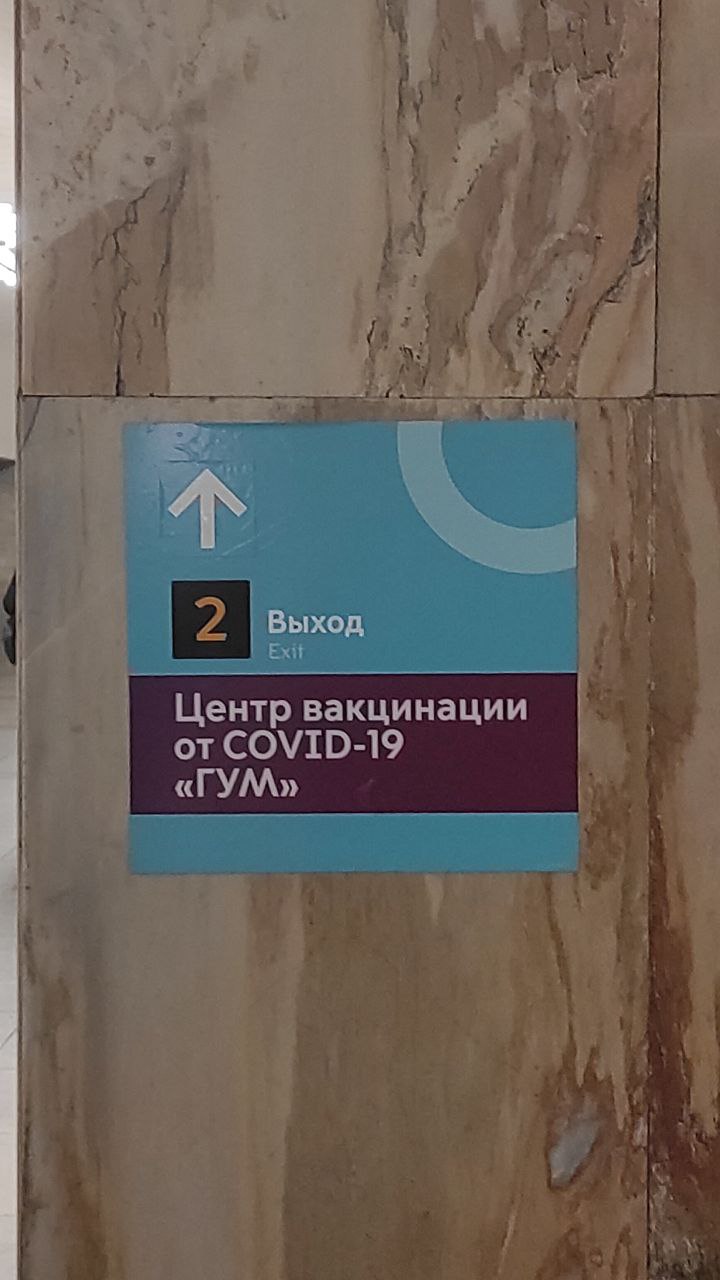 2 Выход
Exit
Центр вакцинации
от COVID-19
«ГУМ»